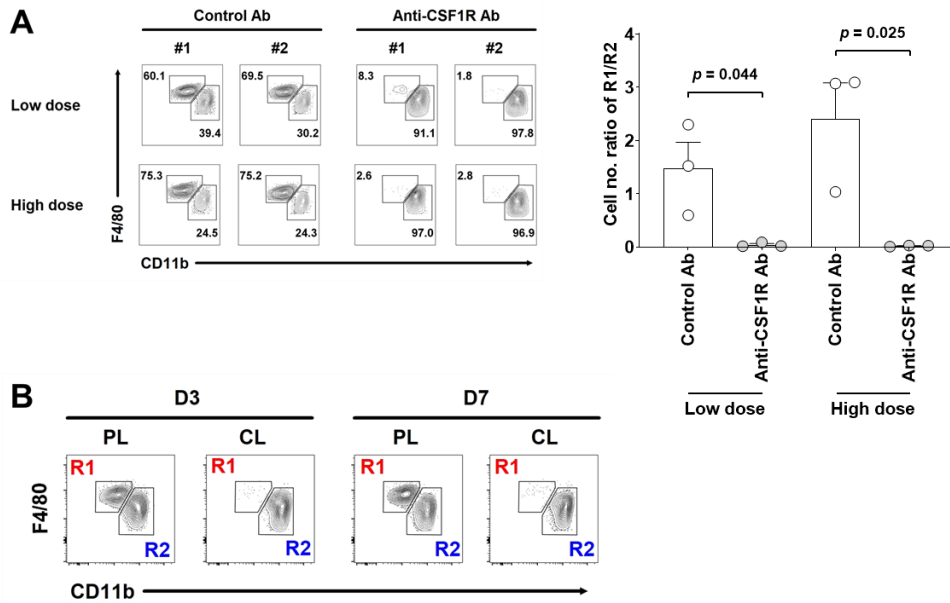 A
Control Ab
Anti-CSF1R Ab
#1
#2
#1
#2
Low dose
60.1
39.4
69.5
30.2
8.3
91.1
1.8
97.8
High dose
75.3
24.5
75.2
24.3
2.6
97.0
2.8
96.9
F4/80
CD11b
Cell no. ratio of R1/R2
4
3
2
1
0
p = 0.044
p = 0.025
Control Ab
Anti-CSF1R Ab
Control Ab
Anti-CSF1R Ab
Low dose
High dose
B
D3
D7
PL
CL
PL
CL
R1
R2
R1
R2
R1
R2
R1
R2
F4/80
CD11b